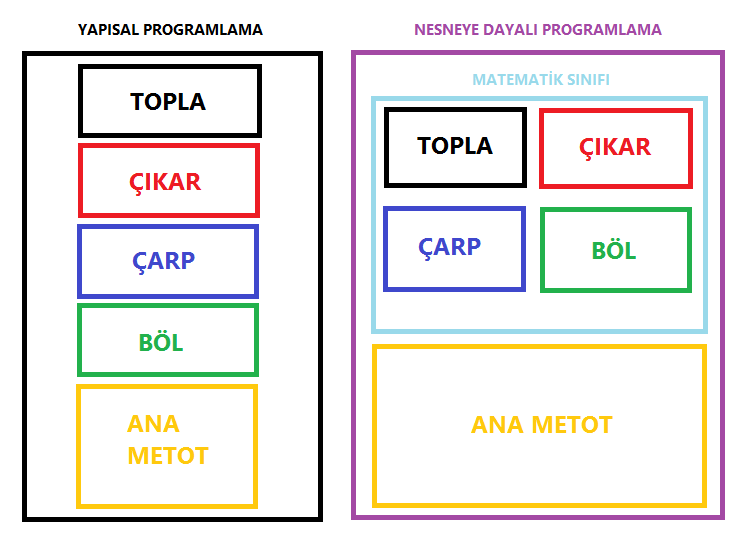 YAPISAL PROGRAMLAMA
TOPLA
ÇIKAR
ÇARP
BÖL
ANA
METOT
NESNEYE DAYALI PROGRAMLAMA
MATEMATİK SINIFI
TOPLA
ÇIKAR
ÇARP
BÖL
ANA METOT